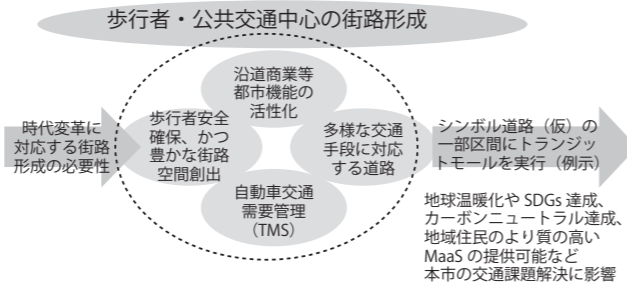 歩行者・公共交通中心の街路形成
沿道商業等
都市機能の
活性化
時代変革に
対応する街路
形成の必要性
歩行者安全
確保、かつ
豊かな街路
空間創出
多様な交通
手段に対応
する道路
自動車交通
需要管理
(TMS)
シンボル道路（仮）の
一部区間にトランジッ
トモールを実行（例示）
地球温暖化や SDGs 達成、
カーボンニュートラル達成、
地域住民のより質の高い
MaaS の提供可能など
本市の交通課題解決に影響